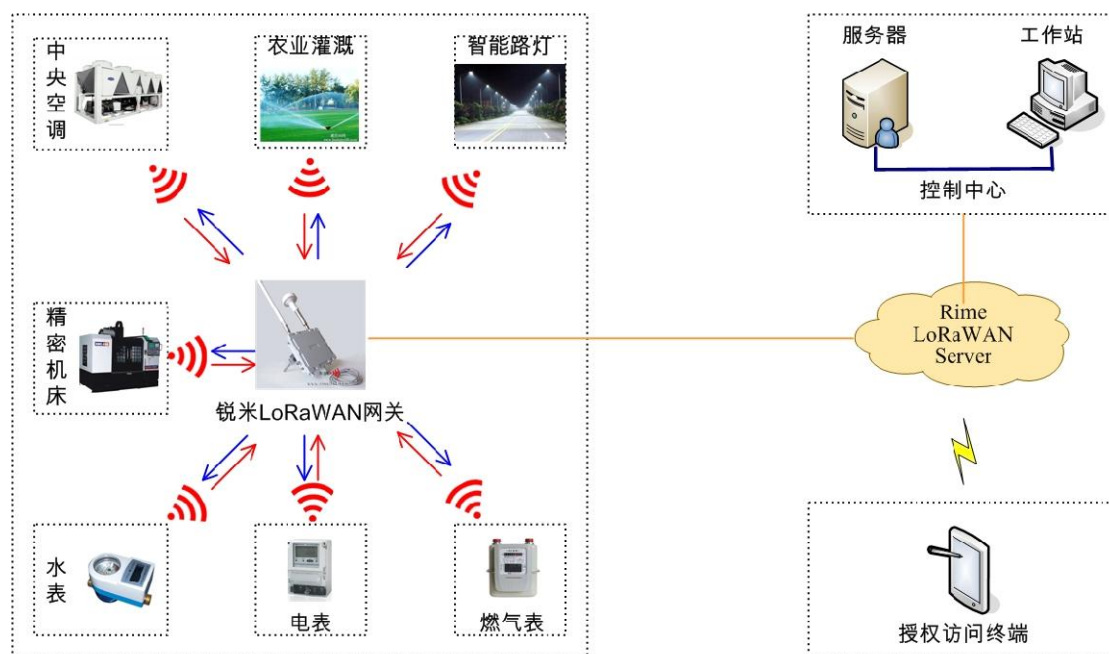 中央空调
农业灌溉
智能路灯
服务器
工作站
控制中心
精密机床
锐米LoRaWAN网关
Rime
LoRaWAN
Server
水表
电表
燃气表
授权访问终端